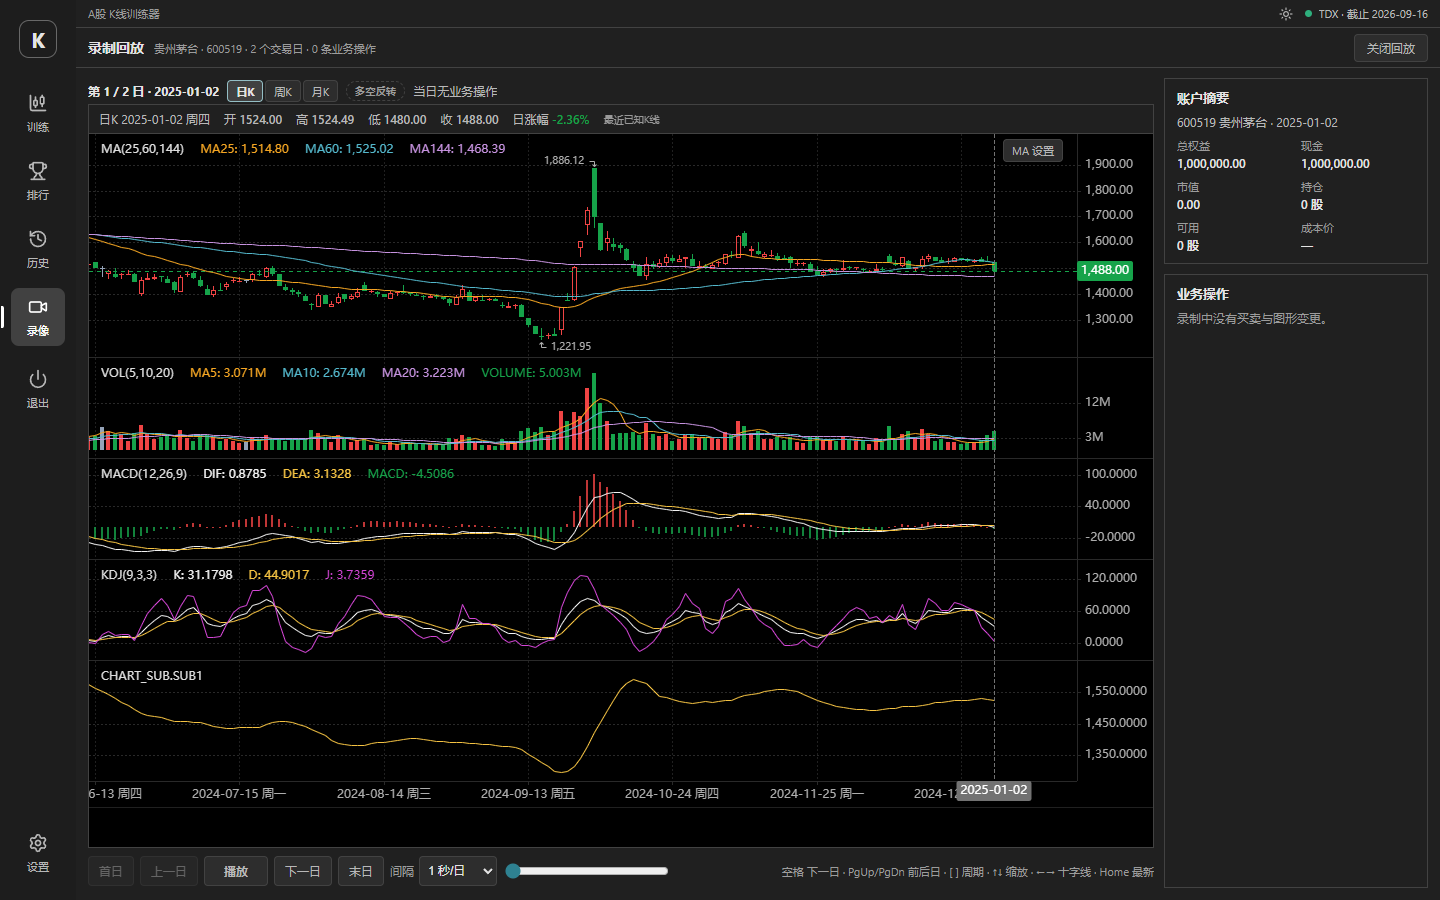 A股 K线训练器
TDX · 截止 2026-09-16
K
录制回放 贵州茅台 · 600519 · 2 个交易日 · 0 条业务操作
关闭回放
训练
排行
历史
录像
退出
设置
第 1 / 2 日 · 2025-01-02 日K 周K 月K 多空反转 当日无业务操作
日K 2025-01-02 周四 开 1524.00 高 1524.49 低 1480.00 收 1488.00 日涨幅 -2.36% 最近已知K线
MA(25,60,144) MA25: 1,514.80 MA60: 1,525.02 MA144: 1,468.39
MA 设置
1,886.12
1,221.95
1,900.00
1,800.00
1,700.00
1,600.00
1,488.00
1,400.00
1,300.00
VOL(5,10,20) MA5: 3.071M MA10: 2.674M MA20: 3.223M VOLUME: 5.003M
12M
3M
MACD(12,26,9) DIF: 0.8785 DEA: 3.1328 MACD: -4.5086
100.0000
40.0000
-20.0000
KDJ(9,3,3) K: 31.1798 D: 44.9017 J: 3.7359
120.0000
60.0000
0.0000
CHART_SUB.SUB1
1,550.0000
1,450.0000
1,350.0000
6-13 周四 2024-07-15 周一 2024-08-14 周三 2024-09-13 周五 2024-10-24 周四 2024-11-25 周一 2024-12 2025-01-02
首日 上一日 播放 下一日 末日 间隔 1 秒/日
空格 下一日 · PgUp/PgDn 前后日 · [ ] 周期 · ↑↓ 缩放 · ←→ 十字线 · Home 最新
账户摘要
600519 贵州茅台 · 2025-01-02
总权益 现金
1,000,000.00 1,000,000.00
市值 持仓
0.00 0 股
可用 成本价
0 股 —
业务操作
录制中没有买卖与图形变更。